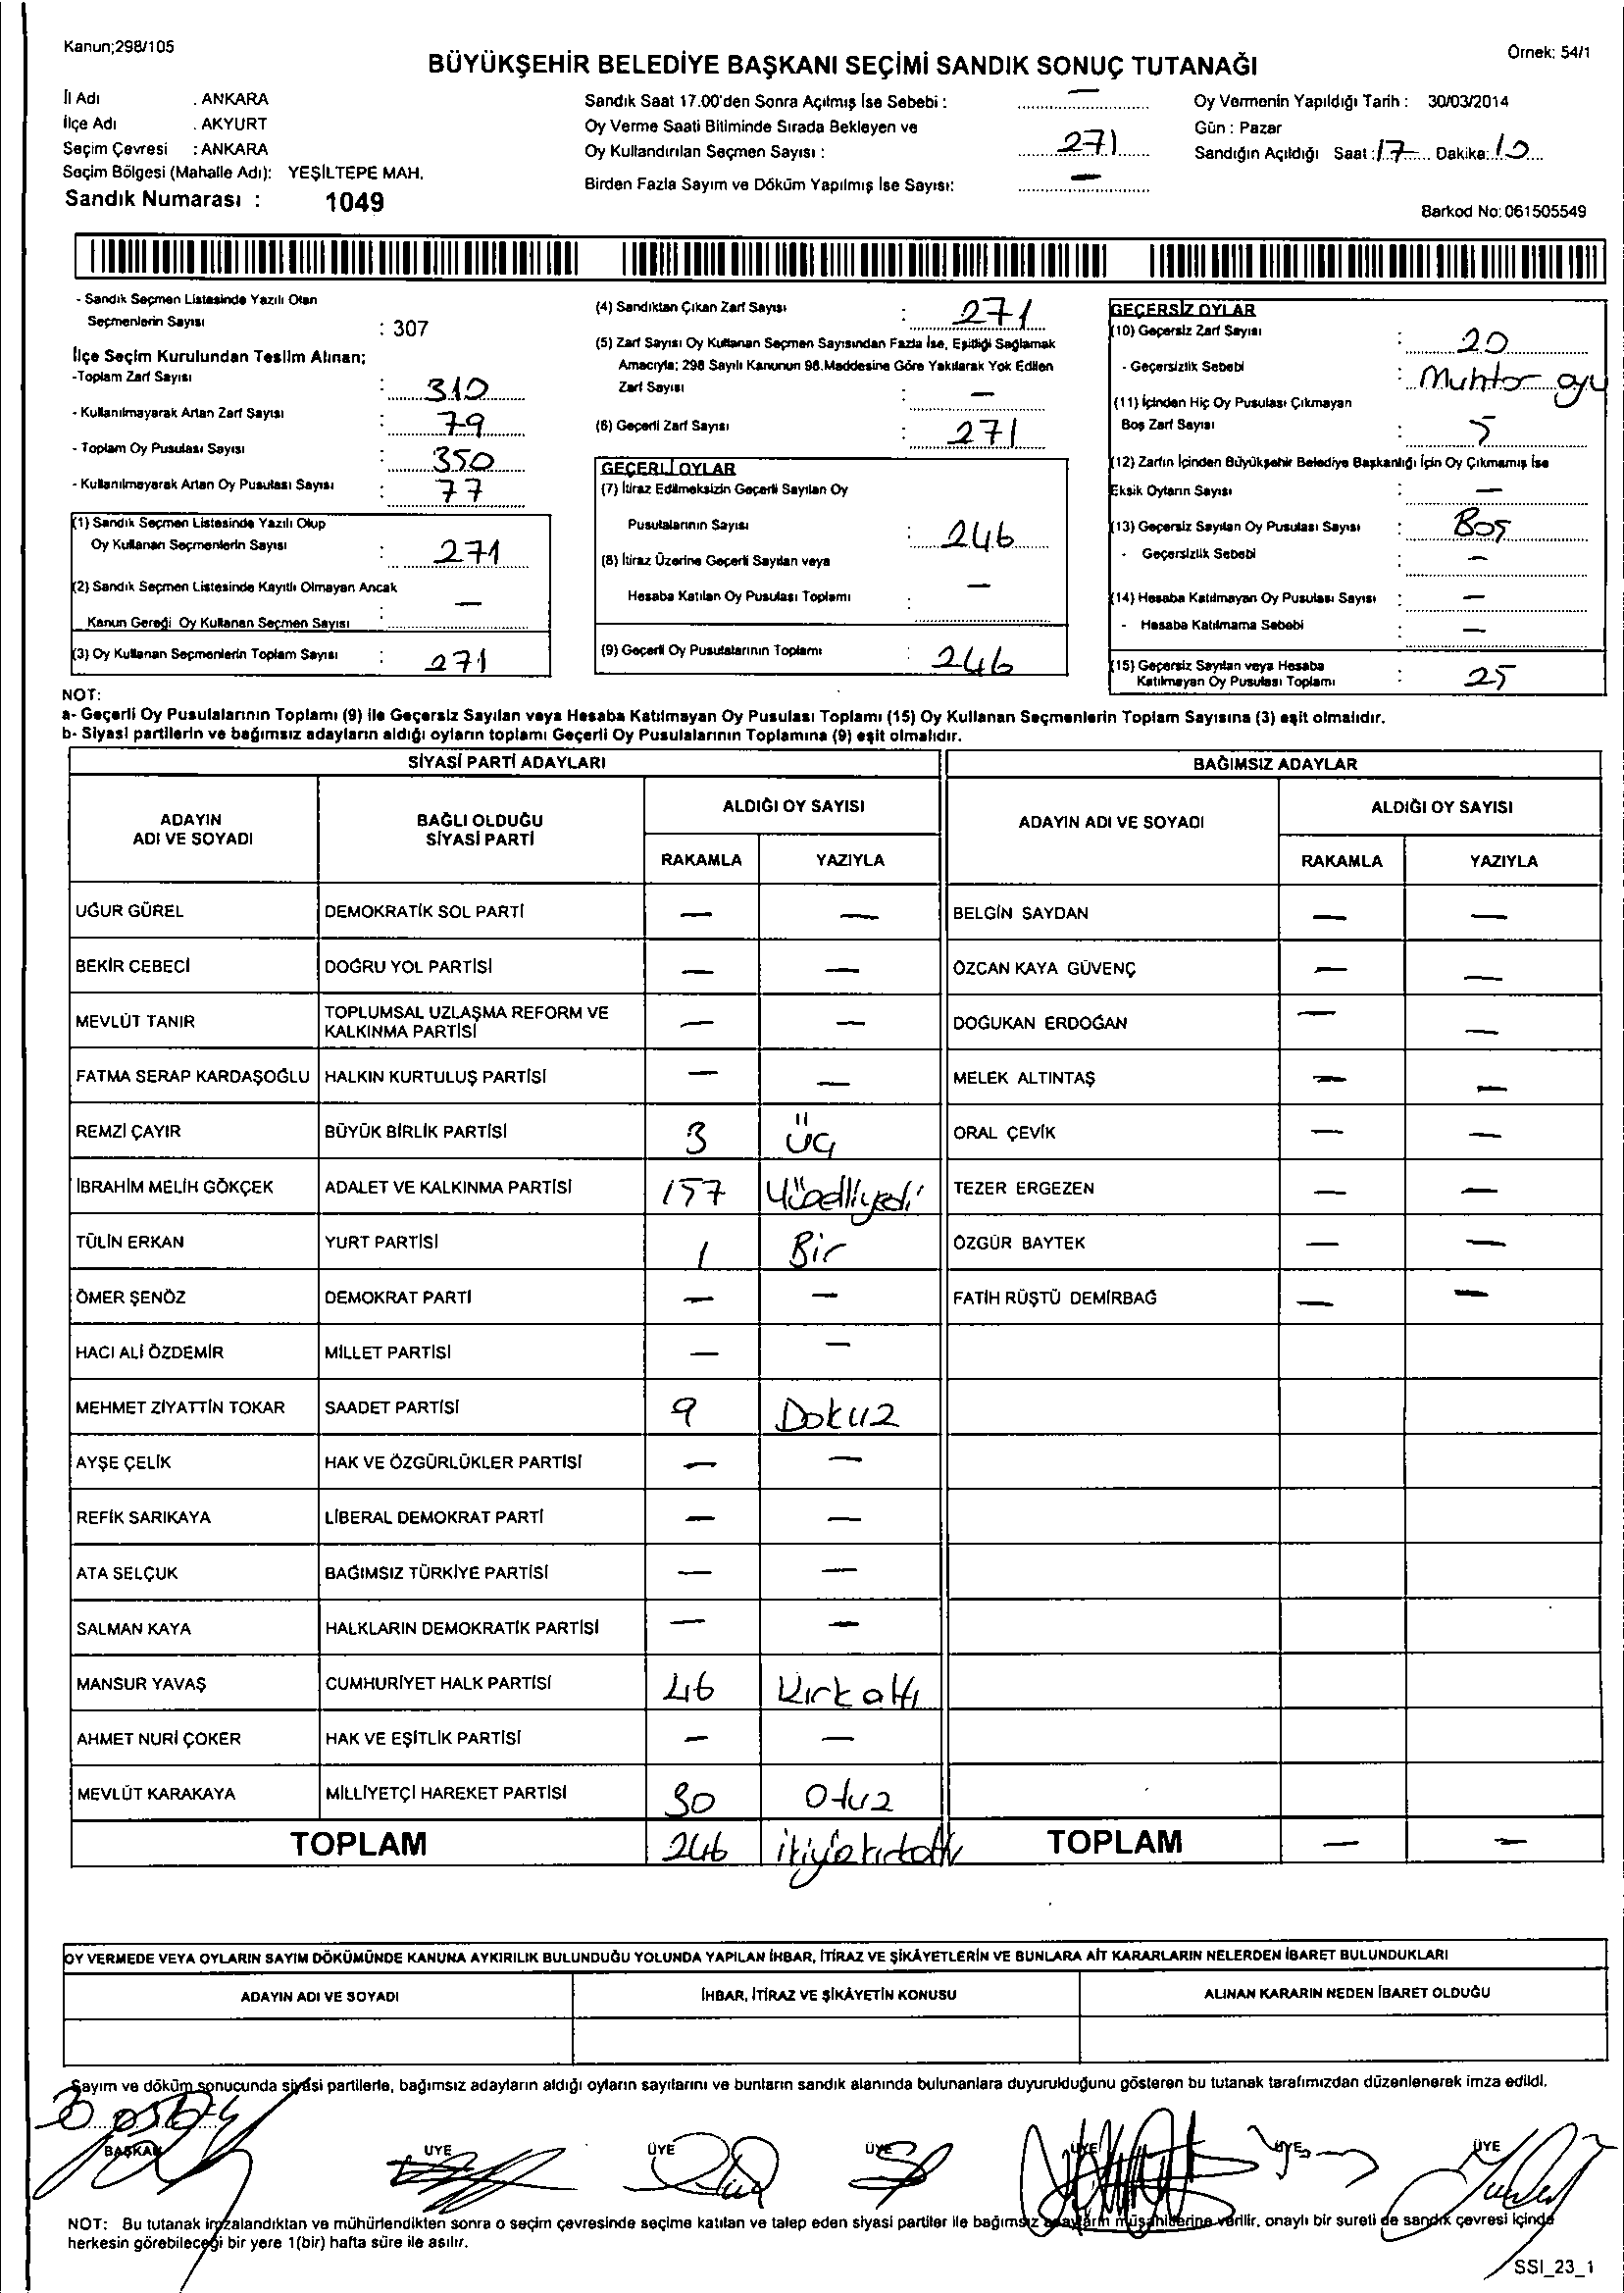 Kanun;298/105
Örnek: 54/1
BÜYÜKŞEHİR BELEDİYE BAŞKANI SEÇİMİ SANDIK SONUÇ TUTANAĞI
İl Adı : ANKARA
İlçe Adı : AKYURT
Seçim Çevresi : ANKARA
Seçim Bölgesi (Mahalle Adı): YEŞİLTEPE MAH.
Sandık Numarası : 1049
Sandık Saat 17.00'den Sonra Açılmış İse Sebebi : —
Oy Verme Saati Bitiminde Sırada Bekleyen ve
Oy Kullandırılan Seçmen Sayısı : 271
Birden Fazla Sayım ve Döküm Yapılmış İse Sayısı: —
Oy Vermenin Yapıldığı Tarih : 30/03/2014
Gün : Pazar
Sandığın Açıldığı Saat : 17 Dakika: 10
Barkod No: 061505549
- Sandık Seçmen Listesinde Yazılı Olan
Seçmenlerin Sayısı : 307
İlçe Seçim Kurulundan Teslim Alınan;
-Toplam Zarf Sayısı : 310
- Kullanılmayarak Artan Zarf Sayısı : 79
- Toplam Oy Pusulası Sayısı : 350
- Kullanılmayarak Artan Oy Pusulası Sayısı : 77
(1) Sandık Seçmen Listesinde Yazılı Olup
Oy Kullanan Seçmenlerin Sayısı : 271
(2) Sandık Seçmen Listesinde Kayıtlı Olmayan Ancak
Kanun Gereği Oy Kullanan Seçmen Sayısı : —
(3) Oy Kullanan Seçmenlerin Toplam Sayısı : 271
(4) Sandıktan Çıkan Zarf Sayısı : 271
(5) Zarf Sayısı Oy Kullanan Seçmen Sayısından Fazla İse, Eşitliği Sağlamak
Amacıyla; 298 Sayılı Kanunun 98.Maddesine Göre Yakılarak Yok Edilen
Zarf Sayısı : —
(6) Geçerli Zarf Sayısı : 271
GEÇERLİ OYLAR
(7) İtiraz Edilmeksizin Geçerli Sayılan Oy
Pusulalarının Sayısı : 246
(8) İtiraz Üzerine Geçerli Sayılan veya
Hesaba Katılan Oy Pusulası Toplamı : —
(9) Geçerli Oy Pusulalarının Toplamı : 246
GEÇERSİZ OYLAR
(10) Geçersiz Zarf Sayısı : 20
- Geçersizlik Sebebi : Muhtar oyu
(11) İçinden Hiç Oy Pusulası Çıkmayan
Boş Zarf Sayısı : 5
(12) Zarfın İçinden Büyükşehir Belediye Başkanlığı İçin Oy Çıkmamış İse
Eksik Oyların Sayısı : —
(13) Geçersiz Sayılan Oy Pusulası Sayısı : Boş
- Geçersizlik Sebebi : —
(14) Hesaba Katılmayan Oy Pusulası Sayısı : —
- Hesaba Katılmama Sebebi : —
(15) Geçersiz Sayılan veya Hesaba
Katılmayan Oy Pusulası Toplamı : 25
NOT:
a- Geçerli Oy Pusulalarının Toplamı (9) ile Geçersiz Sayılan veya Hesaba Katılmayan Oy Pusulası Toplamı (15) Oy Kullanan Seçmenlerin Toplam Sayısına (3) eşit olmalıdır.
b- Siyasi partilerin ve bağımsız adayların aldığı oyların toplamı Geçerli Oy Pusulalarının Toplamına (9) eşit olmalıdır.
SİYASİ PARTİ ADAYLARI
ADAYIN ADI VE SOYADI BAĞLI OLDUĞU SİYASİ PARTİ ALDIĞI OY SAYISI
RAKAMLA YAZIYLA
UĞUR GÜREL DEMOKRATİK SOL PARTİ — —
BEKİR CEBECİ DOĞRU YOL PARTİSİ — —
MEVLÜT TANIR TOPLUMSAL UZLAŞMA REFORM VE KALKINMA PARTİSİ — —
FATMA SERAP KARDAŞOĞLU HALKIN KURTULUŞ PARTİSİ — —
REMZİ ÇAYIR BÜYÜK BİRLİK PARTİSİ 3 üç
İBRAHİM MELİH GÖKÇEK ADALET VE KALKINMA PARTİSİ 157 Yüzelliyedi
TÜLİN ERKAN YURT PARTİSİ 1 Bir
ÖMER ŞENÖZ DEMOKRAT PARTİ — —
HACI ALİ ÖZDEMİR MİLLET PARTİSİ — —
MEHMET ZİYATTİN TOKAR SAADET PARTİSİ 9 Dokuz
AYŞE ÇELİK HAK VE ÖZGÜRLÜKLER PARTİSİ — —
REFİK SARIKAYA LİBERAL DEMOKRAT PARTİ — —
ATA SELÇUK BAĞIMSIZ TÜRKİYE PARTİSİ — —
SALMAN KAYA HALKLARIN DEMOKRATİK PARTİSİ — —
MANSUR YAVAŞ CUMHURİYET HALK PARTİSİ 46 Kırkaltı
AHMET NURİ ÇOKER HAK VE EŞİTLİK PARTİSİ — —
MEVLÜT KARAKAYA MİLLİYETÇİ HAREKET PARTİSİ 30 Otuz
TOPLAM 246 ikiyüzkırkaltı
BAĞIMSIZ ADAYLAR
ADAYIN ADI VE SOYADI ALDIĞI OY SAYISI
RAKAMLA YAZIYLA
BELGİN SAYDAN — —
ÖZCAN KAYA GÜVENÇ — —
DOĞUKAN ERDOĞAN — —
MELEK ALTINTAŞ — —
ORAL ÇEVİK — —
TEZER ERGEZEN — —
ÖZGÜR BAYTEK — —
FATİH RÜŞTÜ DEMİRBAĞ — —
TOPLAM — —
OY VERMEDE VEYA OYLARIN SAYIM DÖKÜMÜNDE KANUNA AYKIRILIK BULUNDUĞU YOLUNDA YAPILAN İHBAR, İTİRAZ VE ŞİKÂYETLERİN VE BUNLARA AİT KARARLARIN NELERDEN İBARET BULUNDUKLARI
ADAYIN ADI VE SOYADI İHBAR, İTİRAZ VE ŞİKÂYETİN KONUSU ALINAN KARARIN NEDEN İBARET OLDUĞU
Sayım ve döküm sonucunda siyasi partilerle, bağımsız adayların aldığı oyların sayılarını ve bunların sandık alanında bulunanlara duyurulduğunu gösteren bu tutanak tarafımızdan düzenlenerek imza edildi.
BAŞKAN ÜYE ÜYE ÜYE ÜYE ÜYE ÜYE
NOT: Bu tutanak imzalandıktan ve mühürlendikten sonra o seçim çevresinde seçime katılan ve talep eden siyasi partiler ile bağımsız adayların müşahitlerine verilir, onaylı bir sureti de sandık çevresi içinde
herkesin görebileceği bir yere 1(bir) hafta süre ile asılır.
SSI_23_1